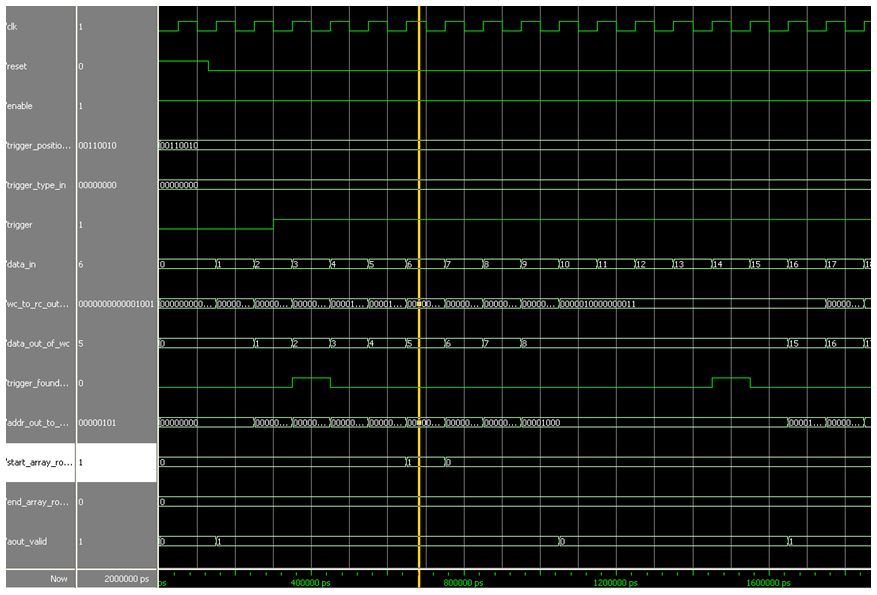 /clk 1
/reset 0
/enable 1
/trigger_positio... 00110010 00110010
/trigger_type_in 00000000 00000000
/trigger 1
/data_in 6 0 1 2 3 4 5 6 7 8 9 10 11 12 13 14 15 16 17 18
/wc_to_rc_out... 0000000000001001 000000000... 00000... 00000... 00000... 00001... 00001... 00000... 00000... 00000... 00000... 0000010000000011 00000...
/data_out_of_wc 5 0 1 2 3 4 5 6 7 8 15 16 17
/trigger_found... 0
/addr_out_to_... 00000101 00000000 00000... 00000... 00000... 00000... 00000... 00000... 00000... 00001000 00001... 00000...
/start_array_ro... 1 0 1 0
/end_array_ro... 0 0
/aout_valid 1 0 1 0 1
Now 2000000 ps ps 400000 ps 800000 ps 1200000 ps 1600000 ps